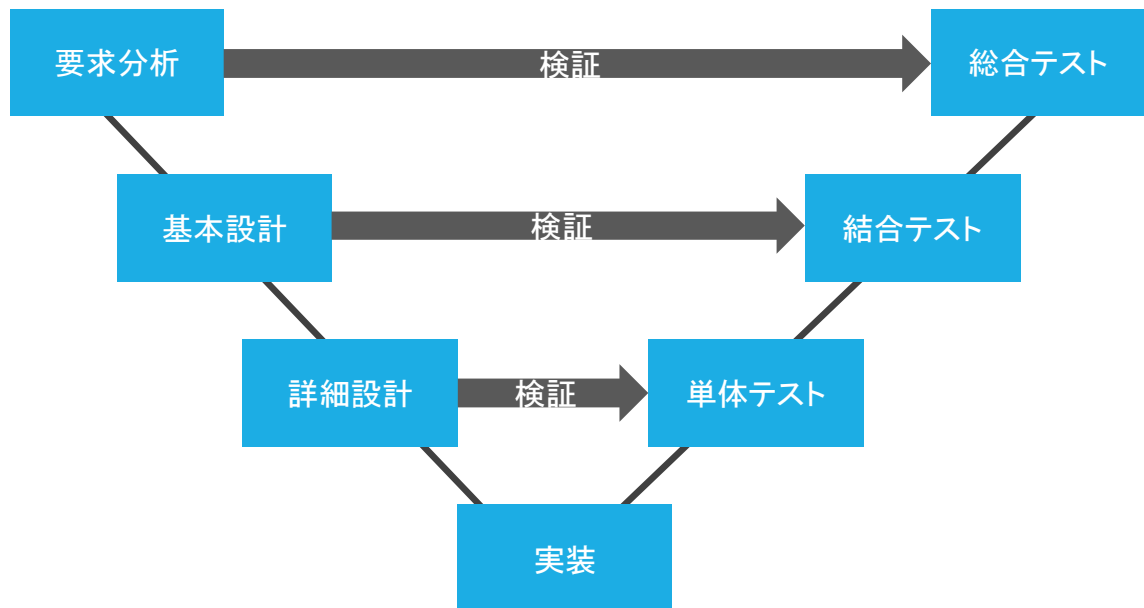 要求分析
検証
総合テスト
基本設計
検証
結合テスト
詳細設計
検証
単体テスト
実装